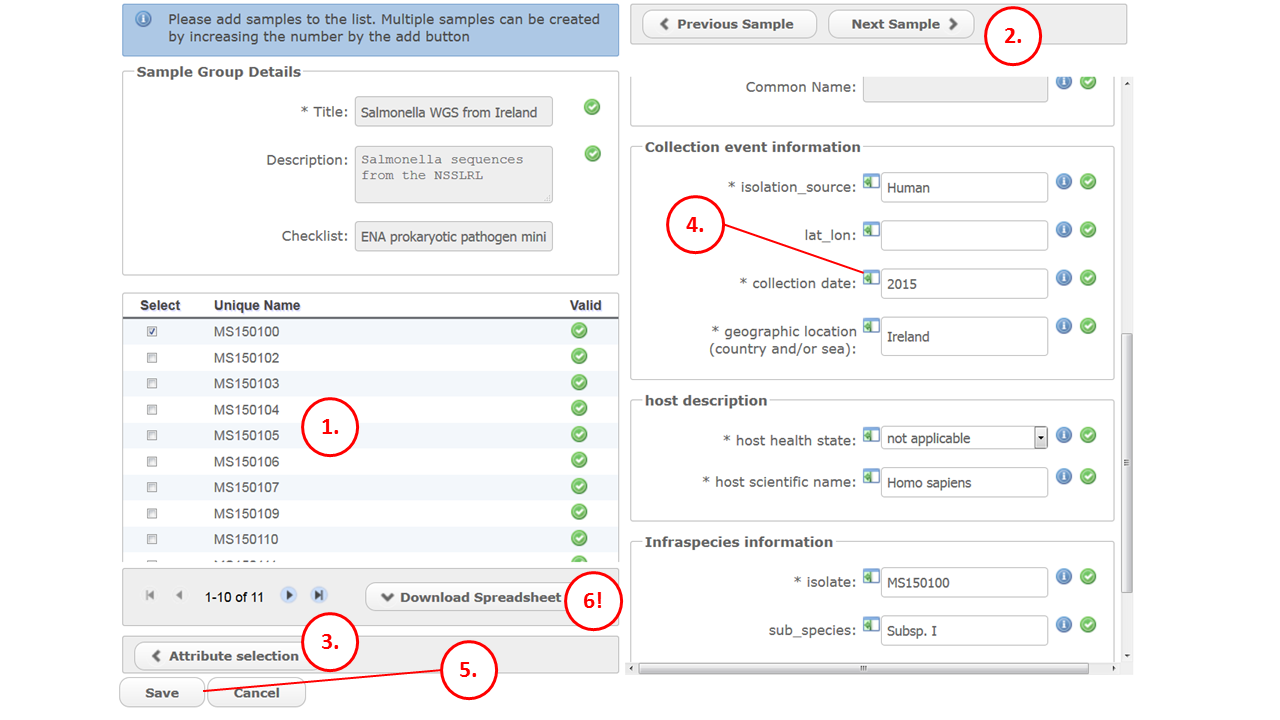 Please add samples to the list. Multiple samples can be created
by increasing the number by the add button
Sample Group Details
* Title: Salmonella WGS from Ireland
Description: Salmonella sequences
from the NSSLRL
Checklist: ENA prokaryotic pathogen mini
Select Unique Name Valid
MS150100
MS150102
MS150103
MS150104
MS150105
MS150106
MS150107
MS150109
MS150110
1.
1-10 of 11
Download Spreadsheet
6!
Attribute selection
3.
Save
Cancel
5.
Previous Sample
Next Sample
2.
Common Name:
Collection event information
* isolation_source: Human
lat_lon:
4.
* collection date: 2015
* geographic location
(country and/or sea): Ireland
host description
* host health state: not applicable
* host scientific name: Homo sapiens
Infraspecies information
* isolate: MS150100
sub_species: Subsp. I